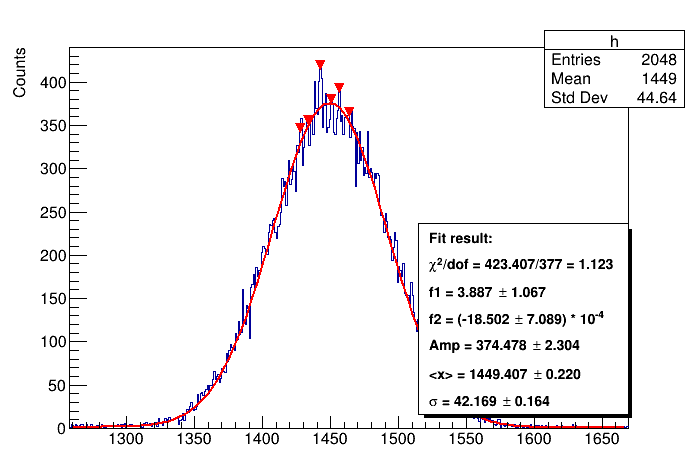 h
Entries 2048
Mean 1449
Std Dev 44.64
Counts
400
350
300
250
200
150
100
50
0
1300 1350 1400 1450 1500 1550 1600 1650
Fit result:
χ²/dof = 423.407/377 = 1.123
f1 = 3.887 ± 1.067
f2 = (-18.502 ± 7.089) * 10⁻⁴
Amp = 374.478 ± 2.304
<x> = 1449.407 ± 0.220
σ = 42.169 ± 0.164